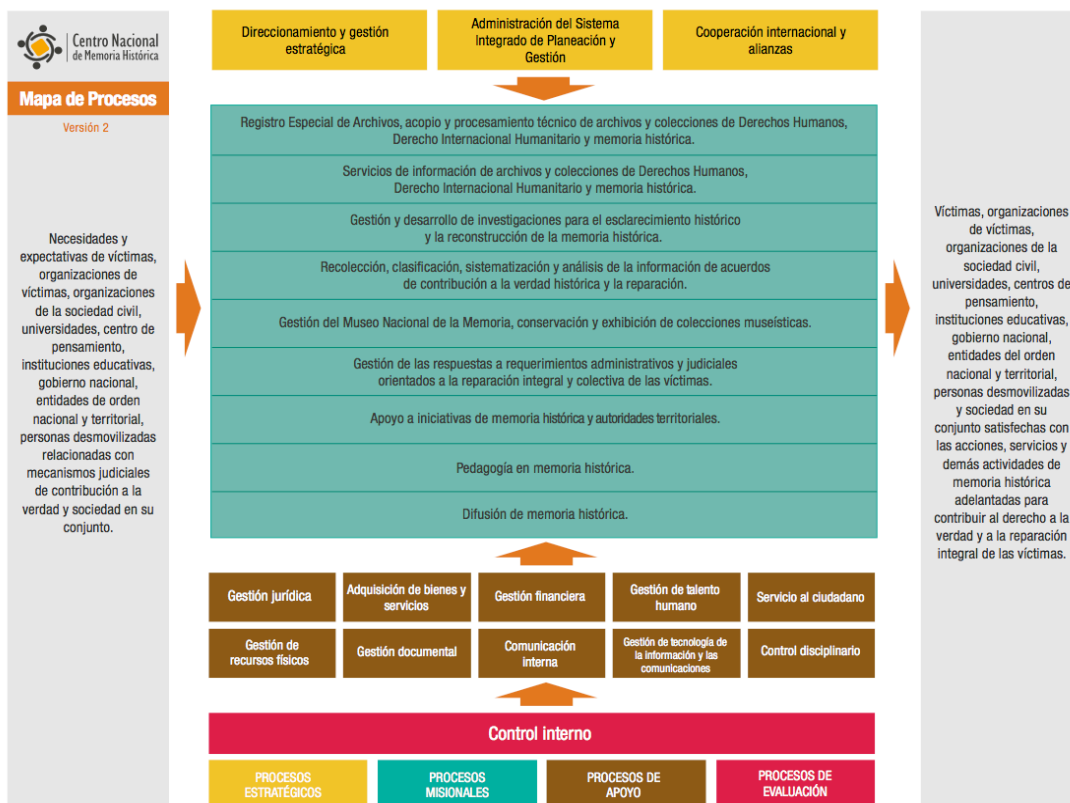 Centro Nacional
de Memoria Histórica
Mapa de Procesos
Versión 2
Necesidades y
expectativas de víctimas,
organizaciones de
víctimas, organizaciones
de la sociedad civil,
universidades, centro de
pensamiento,
instituciones educativas,
gobierno nacional,
entidades de orden
nacional y territorial,
personas desmovilizadas
relacionadas con
mecanismos judiciales
de contribución a la
verdad y sociedad en su
conjunto.
Direccionamiento y gestión
estratégica
Administración del Sistema
Integrado de Planeación y
Gestión
Cooperación internacional y
alianzas
Registro Especial de Archivos, acopio y procesamiento técnico de archivos y colecciones de Derechos Humanos,
Derecho Internacional Humanitario y memoria histórica.
Servicios de información de archivos y colecciones de Derechos Humanos,
Derecho Internacional Humanitario y memoria histórica.
Gestión y desarrollo de investigaciones para el esclarecimiento histórico
y la reconstrucción de la memoria histórica.
Recolección, clasificación, sistematización y análisis de la información de acuerdos
de contribución a la verdad histórica y la reparación.
Gestión del Museo Nacional de la Memoria, conservación y exhibición de colecciones museísticas.
Gestión de las respuestas a requerimientos administrativos y judiciales
orientados a la reparación integral y colectiva de las víctimas.
Apoyo a iniciativas de memoria histórica y autoridades territoriales.
Pedagogía en memoria histórica.
Difusión de memoria histórica.
Gestión jurídica
Adquisición de bienes y
servicios
Gestión financiera
Gestión de talento
humano
Servicio al ciudadano
Gestión de
recursos físicos
Gestión documental
Comunicación
interna
Gestión de tecnología de
la información y las
comunicaciones
Control disciplinario
Control interno
PROCESOS
ESTRATÉGICOS
PROCESOS
MISIONALES
PROCESOS DE
APOYO
PROCESOS DE
EVALUACIÓN
Víctimas, organizaciones
de víctimas,
organizaciones de la
sociedad civil,
universidades, centros de
pensamiento,
instituciones educativas,
gobierno nacional,
entidades del orden
nacional y territorial,
personas desmovilizadas
y sociedad en su
conjunto satisfechas con
las acciones, servicios y
demás actividades de
memoria histórica
adelantadas para
contribuir al derecho a la
verdad y a la reparación
integral de las víctimas.